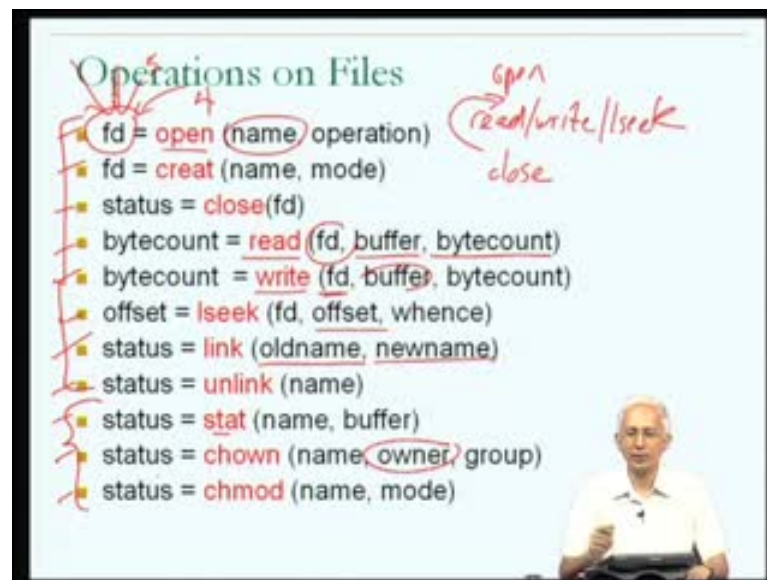 Operations on Files
5
4
open
read/write/lseek
close
fd = open (name, operation)
fd = creat (name, mode)
status = close(fd)
bytecount = read (fd, buffer, bytecount)
bytecount = write (fd, buffer, bytecount)
offset = lseek (fd, offset, whence)
status = link (oldname, newname)
status = unlink (name)
status = stat (name, buffer)
status = chown (name, owner, group)
status = chmod (name, mode)